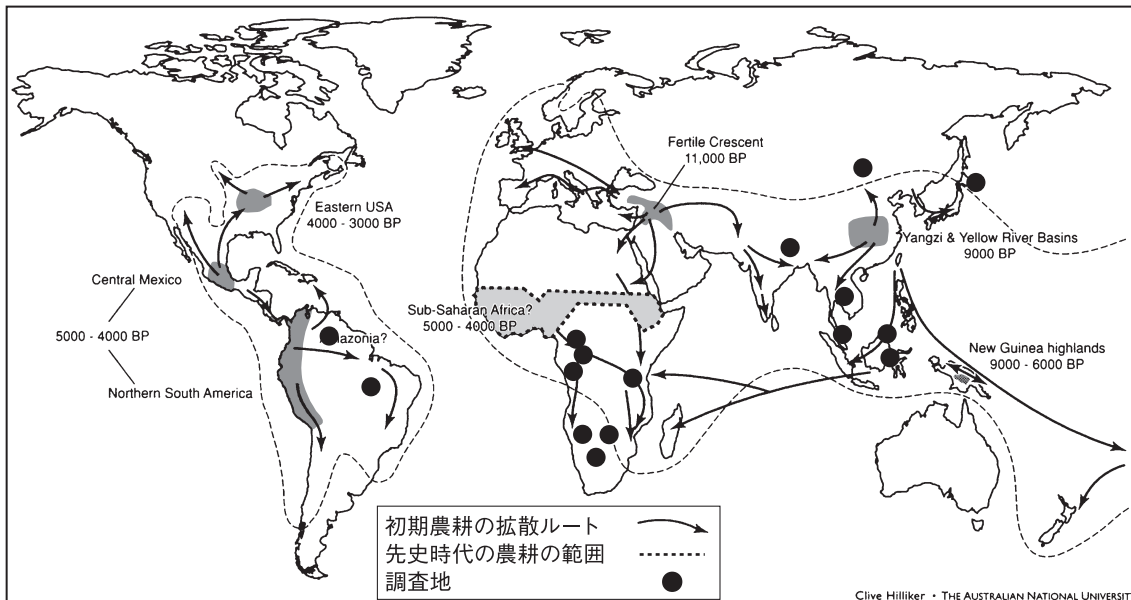 Fertile Crescent
11,000 BP
Eastern USA
4000 - 3000 BP
Yangzi & Yellow River Basins
9000 BP
Central Mexico
5000 - 4000 BP
Northern South America
Sub-Saharan Africa?
5000 - 4000 BP
mazonia?
New Guinea highlands
9000 - 6000 BP
初期農耕の拡散ルート
先史時代の農耕の範囲
調査地
Clive Hilliker • THE AUSTRALIAN NATIONAL UNIVERSIT